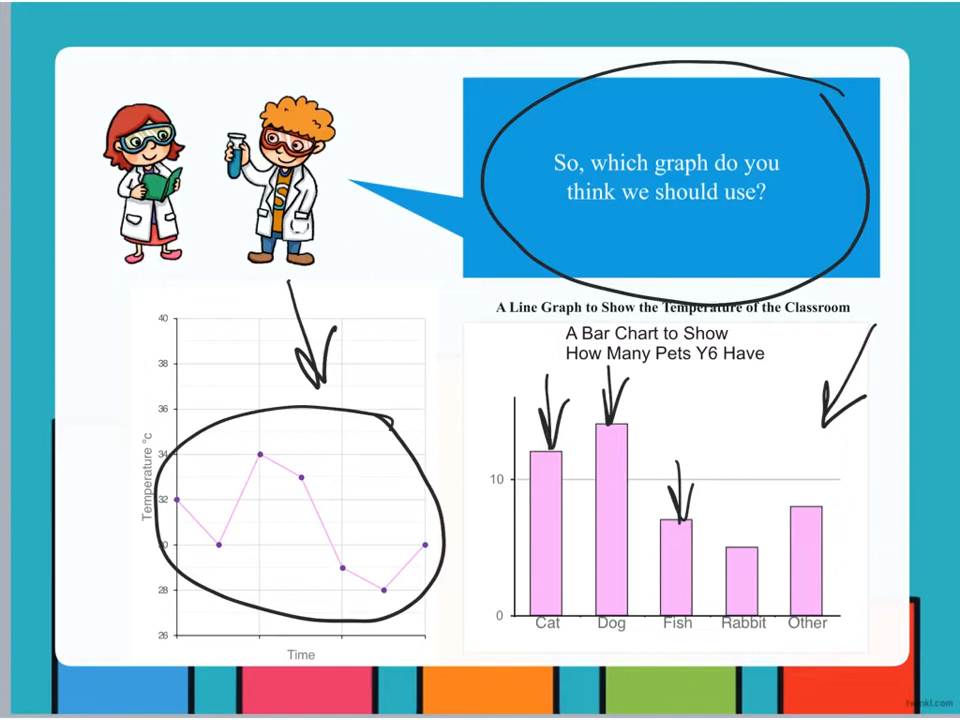 So, which graph do you
think we should use?
A Line Graph to Show the Temperature of the Classroom
A Bar Chart to Show
How Many Pets Y6 Have
40
38
36
34
32
30
28
26
Temperature °c
Time
10
0
Cat Dog Fish Rabbit Other
twinkl.com